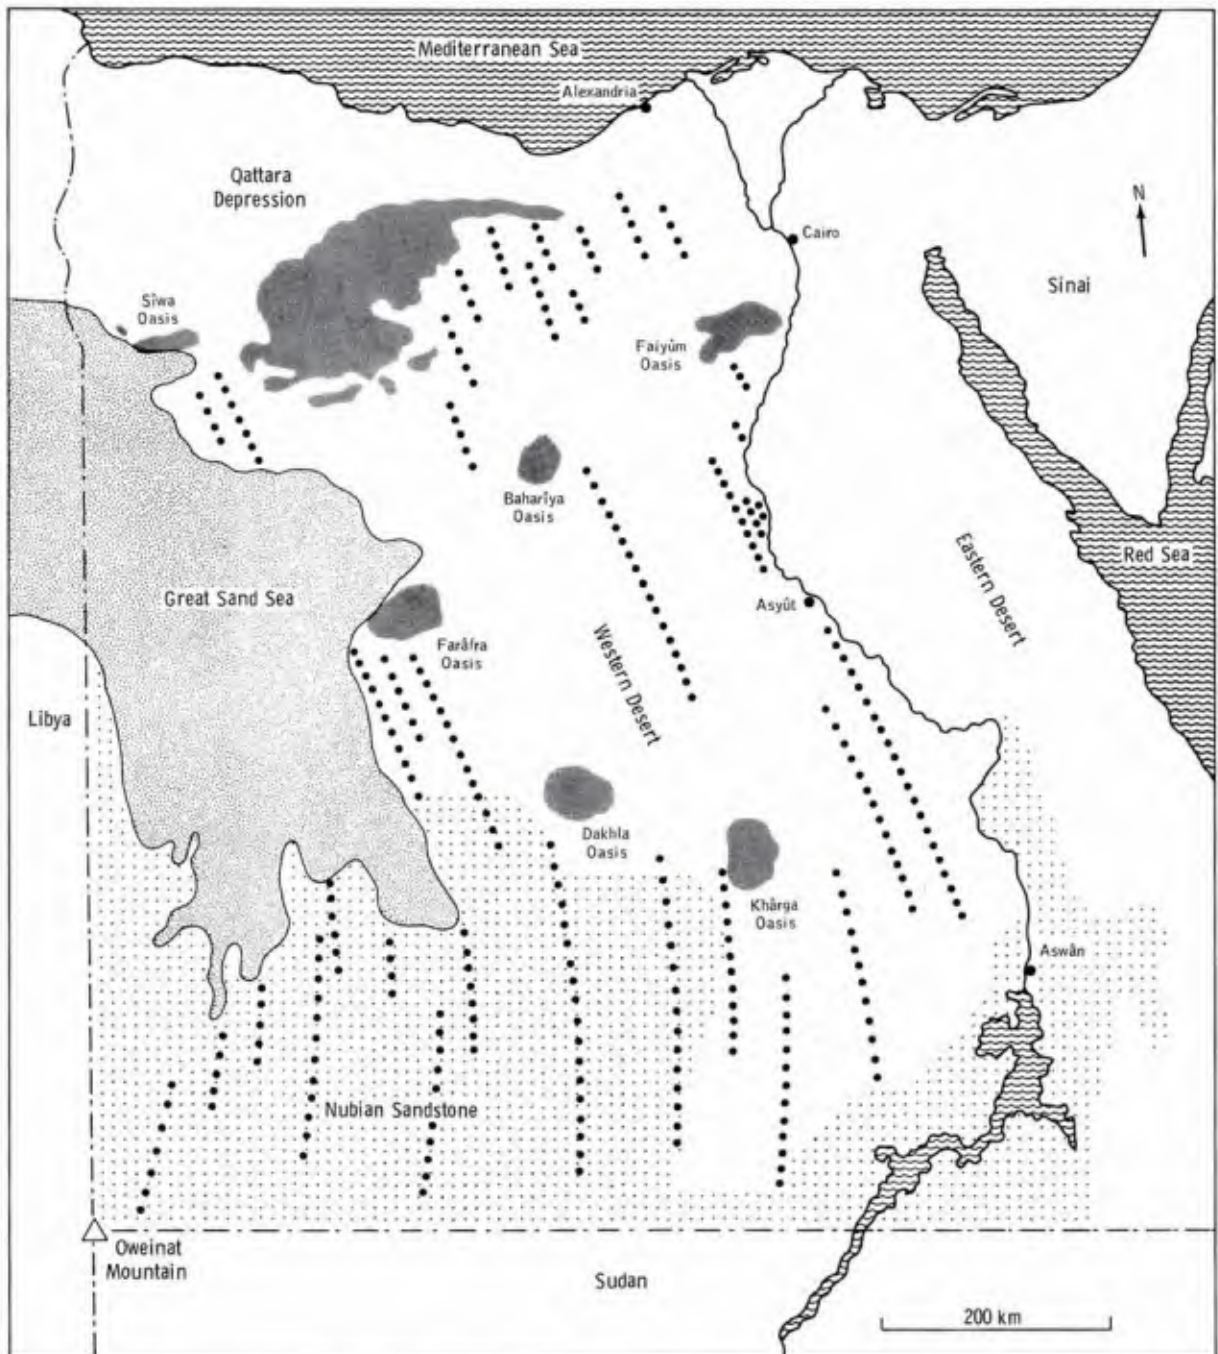 Mediterranean Sea
Alexandria
Qattara
Depression
N
Cairo
Sinai
Sîwa
Oasis
Faiyûm
Oasis
Baharîya
Oasis
Eastern Desert
Red Sea
Great Sand Sea
Asyût
Farâfra
Oasis
Western Desert
Libya
Dakhla
Oasis
Khârga
Oasis
Aswân
Nubian Sandstone
Oweinat
Mountain
Sudan
200 km